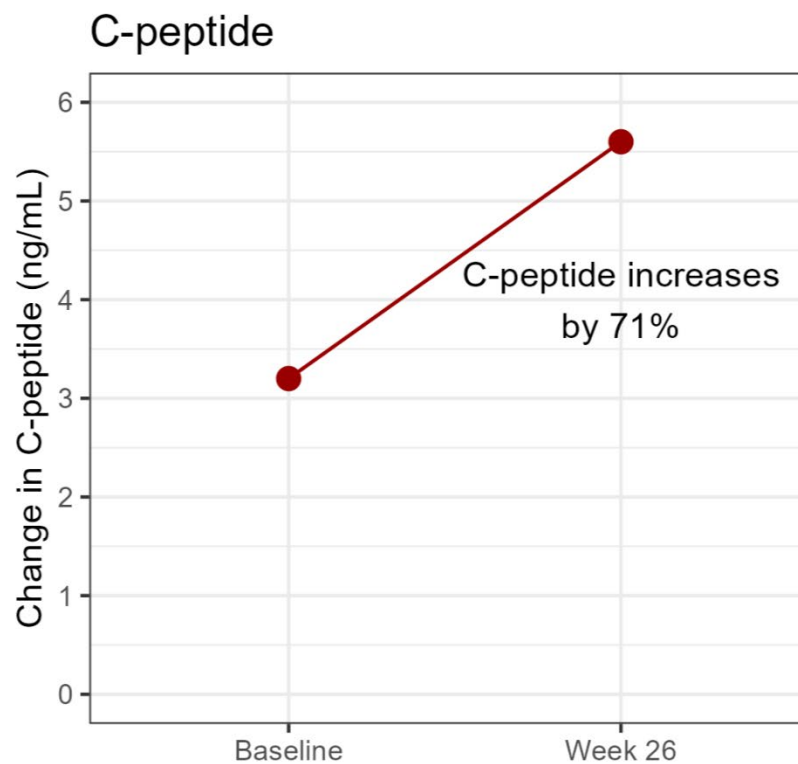 C-peptide
Change in C-peptide (ng/mL)
6
5
4
3
2
1
0
C-peptide increases
by 71%
Baseline
Week 26